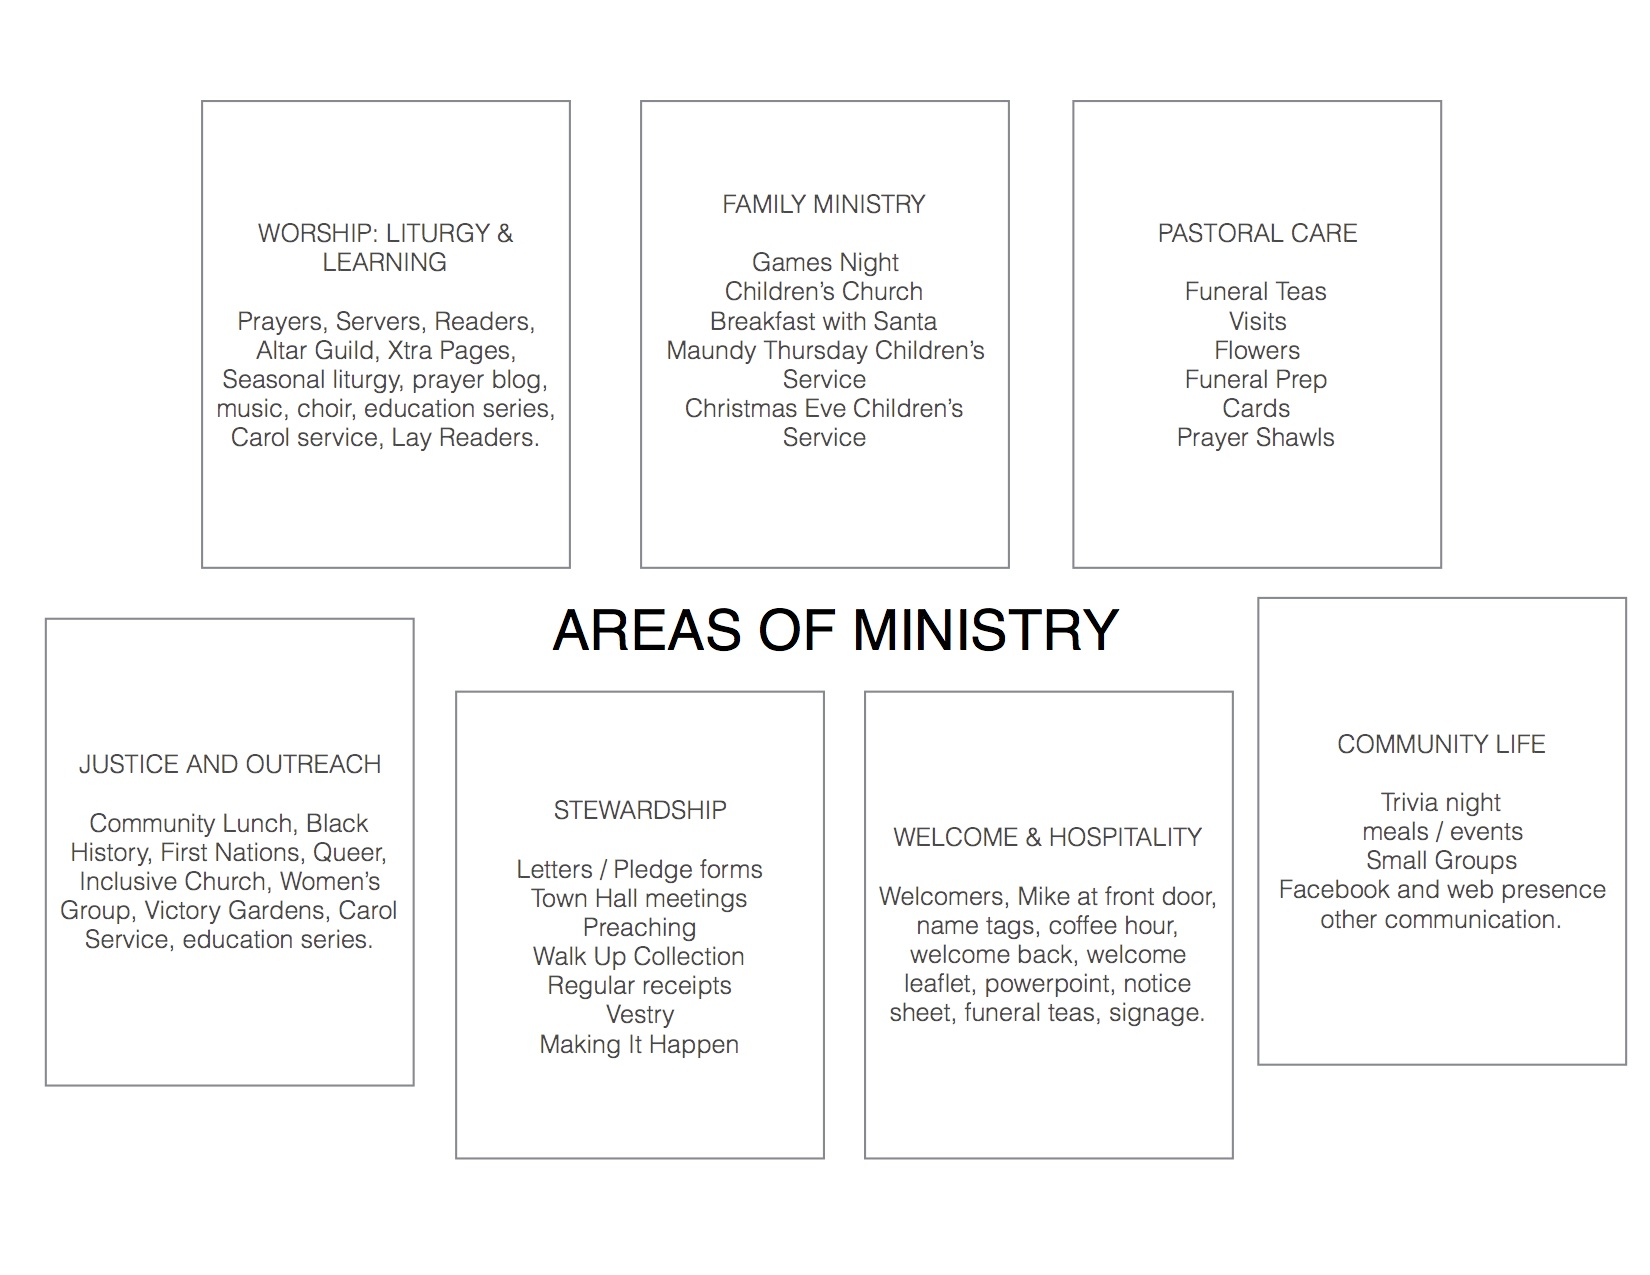 WORSHIP: LITURGY &
LEARNING
Prayers, Servers, Readers,
Altar Guild, Xtra Pages,
Seasonal liturgy, prayer blog,
music, choir, education series,
Carol service, Lay Readers.
FAMILY MINISTRY
Games Night
Children’s Church
Breakfast with Santa
Maundy Thursday Children’s
Service
Christmas Eve Children’s
Service
PASTORAL CARE
Funeral Teas
Visits
Flowers
Funeral Prep
Cards
Prayer Shawls
AREAS OF MINISTRY
JUSTICE AND OUTREACH
Community Lunch, Black
History, First Nations, Queer,
Inclusive Church, Women’s
Group, Victory Gardens, Carol
Service, education series.
STEWARDSHIP
Letters / Pledge forms
Town Hall meetings
Preaching
Walk Up Collection
Regular receipts
Vestry
Making It Happen
WELCOME & HOSPITALITY
Welcomers, Mike at front door,
name tags, coffee hour,
welcome back, welcome
leaflet, powerpoint, notice
sheet, funeral teas, signage.
COMMUNITY LIFE
Trivia night
meals / events
Small Groups
Facebook and web presence
other communication.